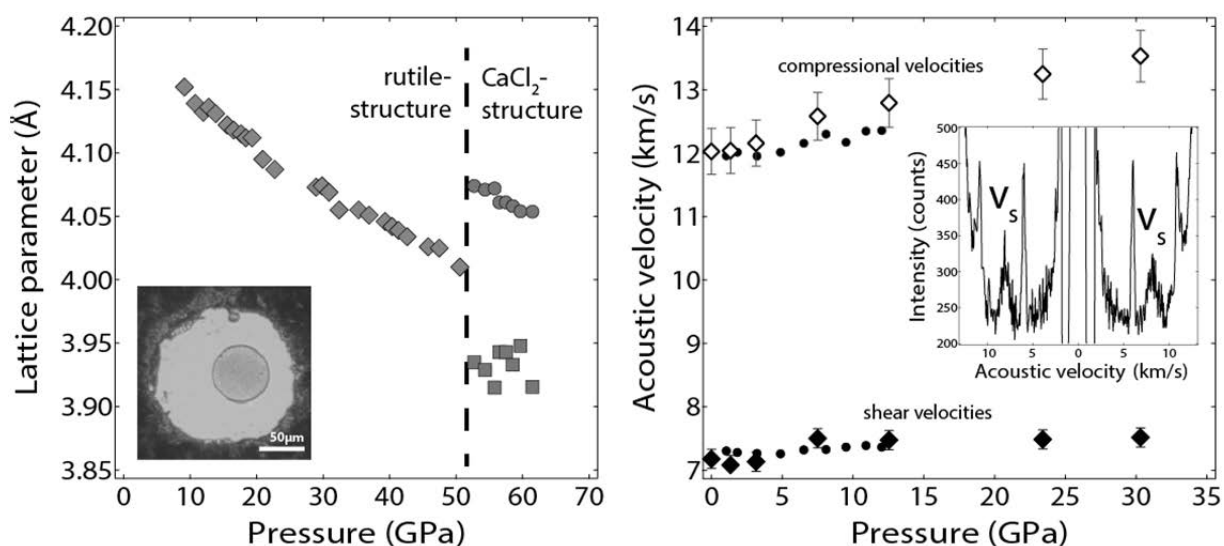 4.20
4.15
4.10
4.05
4.00
3.95
3.90
3.85
Lattice parameter (Å)
rutile-
structure
CaCl₂-
structure
50µm
0 10 20 30 40 50 60 70
Pressure (GPa)
14
13
12
11
10
9
8
7
Acoustic velocity (km/s)
compressional velocities
500
450
400
350
300
250
200
Intensity (counts)
Vs
Vs
10 5 0 5 10
Acoustic velocity (km/s)
shear velocities
0 5 10 15 20 25 30 35
Pressure (GPa)